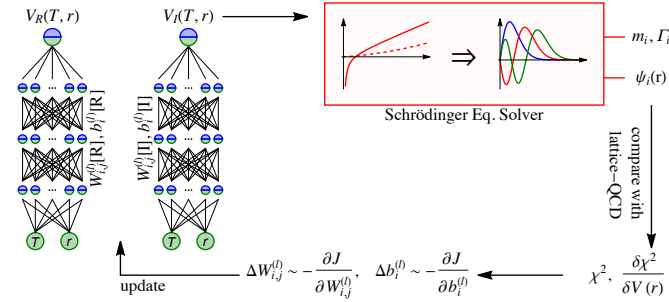 V_R(T, r)
V_I(T, r)
W_{i,j}^{(l)}[R], b_i^{(l)}[R]
W_{i,j}^{(l)}[I], b_i^{(l)}[I]
... ...
... ...
... ...
T r
T r
⇒
Schrödinger Eq. Solver
m_i, Γ_i
ψ_i(r)
compare with
lattice−QCD
χ², δχ² / δV(r)
ΔW_{i,j}^{(l)} ∼ − ∂J / ∂W_{i,j}^{(l)}, Δb_i^{(l)} ∼ − ∂J / ∂b_i^{(l)}
update